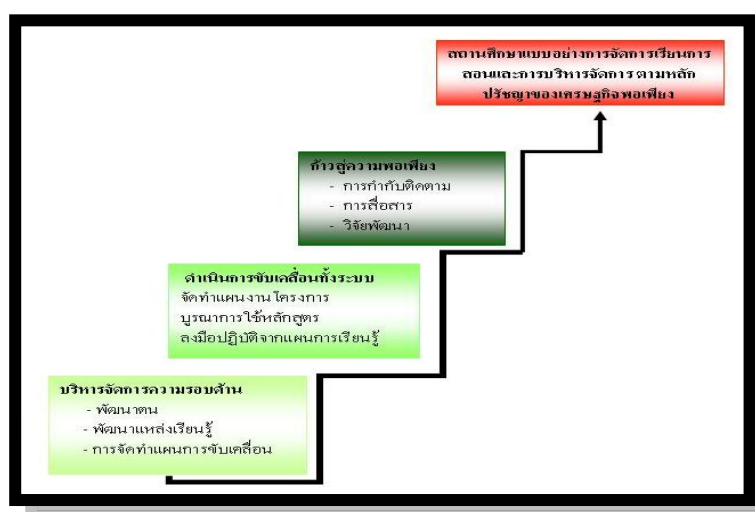 สถานศึกษาแบบอย่างการจัดการเรียนการ
สอนและการบริหารจัดการ ตามหลัก
ปรัชญาของเศรษฐกิจพอเพียง
ก้าวสู่ความพอเพียง
- การกำกับติดตาม
- การสื่อสาร
- วิจัยพัฒนา
ดำเนินการขับเคลื่อนทั้งระบบ
จัดทำแผนงาน โครงการ
บูรณาการใช้หลักสูตร
ลงมือปฏิบัติจากแผนการเรียนรู้
บริหารจัดการความรอบด้าน
- พัฒนาตน
- พัฒนาแหล่งเรียนรู้
- การจัดทำแผนการขับเคลื่อน